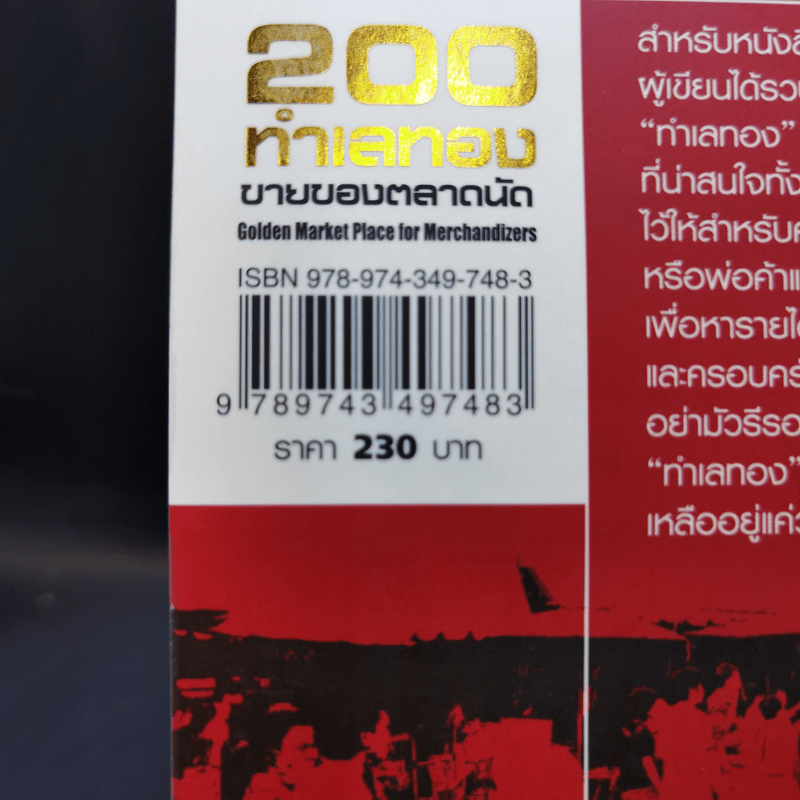 200
ทำเลทอง
ขายของตลาดนัด
Golden Market Place for Merchandizers
ISBN 978-974-349-748-3
9 789743 497483
ราคา 230 บาท
สำหรับหนังสื
ผู้เขียนได้รวบ
“ทำเลทอง”
ที่น่าสนใจทั้ง
ไว้ให้สำหรับ
หรือพ่อค้าแ
เพื่อหารายได้
และครอบครั
อย่ามัวรีรอ
“ทำเลทอง”
เหลืออยู่แค่